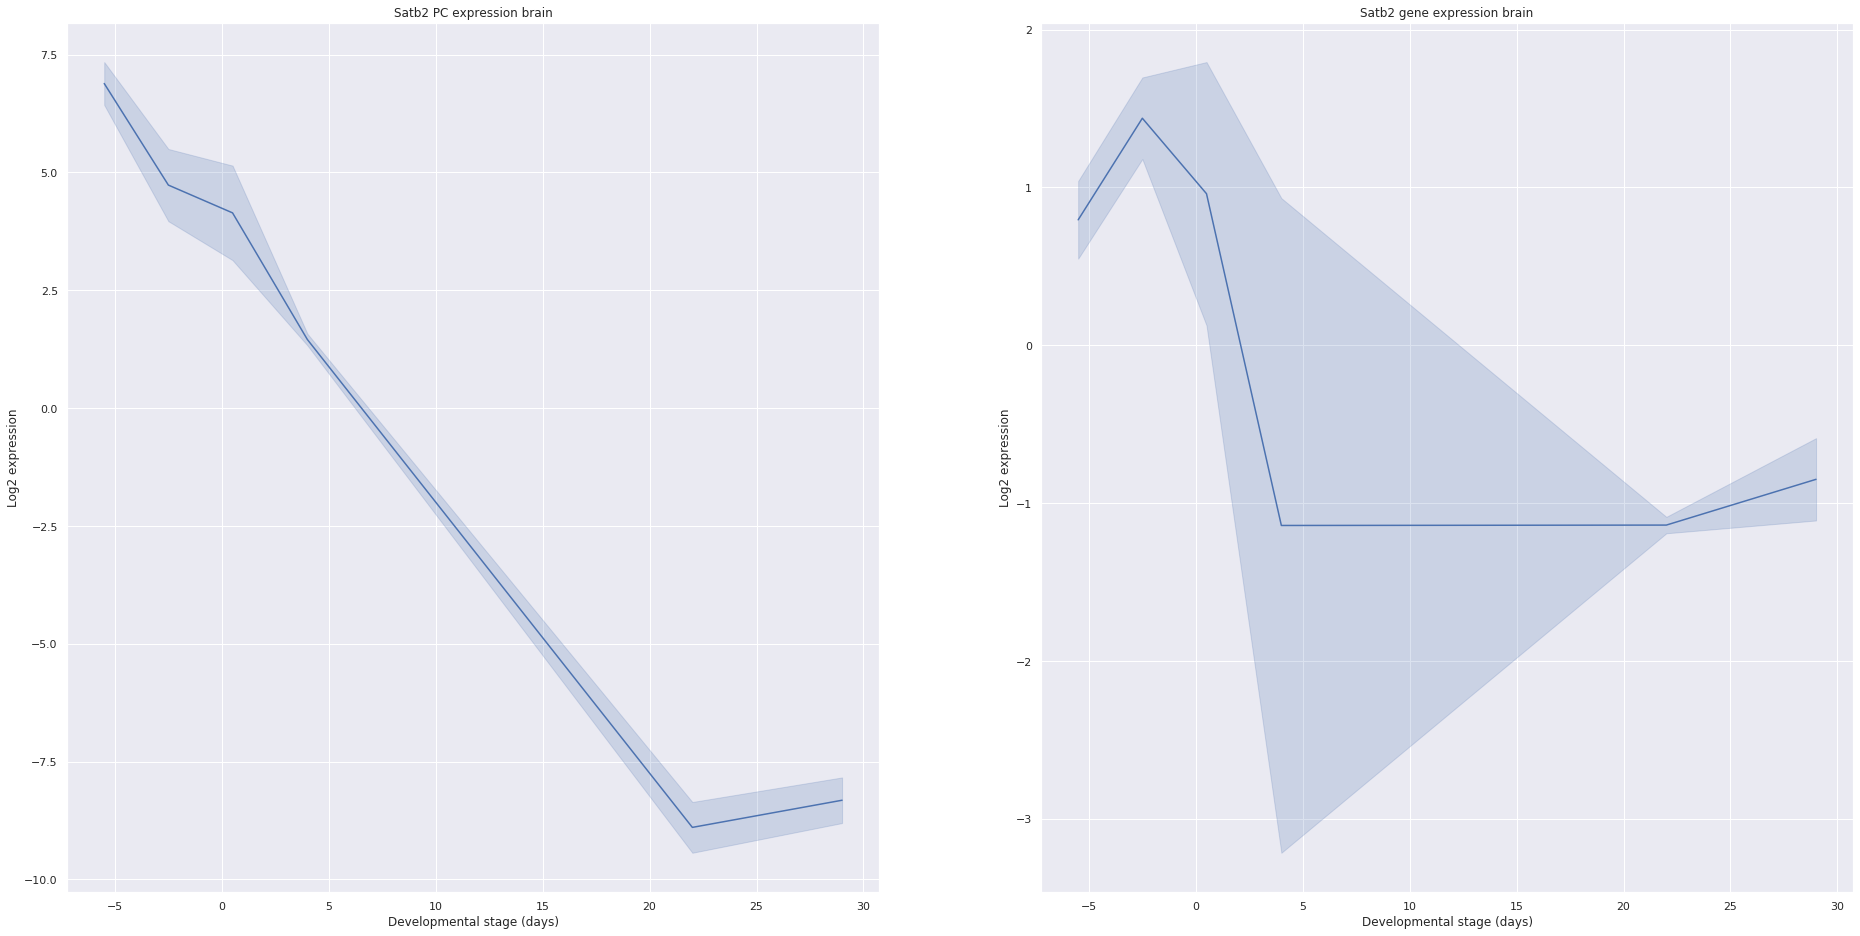 Satb2 PC expression brain
7.5
5.0
2.5
0.0
−2.5
−5.0
−7.5
−10.0
Log2 expression
−5 0 5 10 15 20 25 30
Developmental stage (days)
Satb2 gene expression brain
2
1
0
−1
−2
−3
Log2 expression
−5 0 5 10 15 20 25 30
Developmental stage (days)